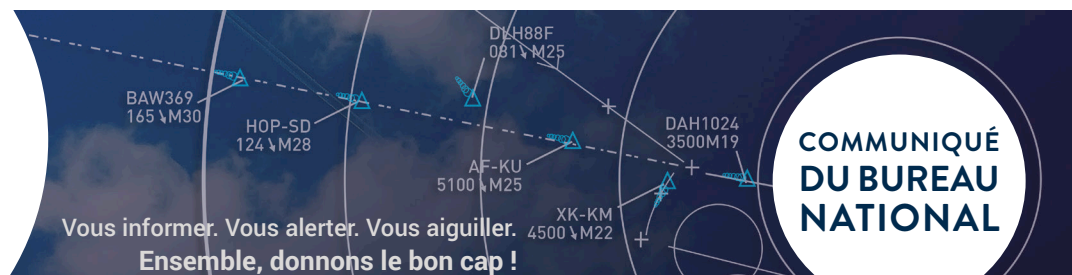 DLH88F
081↘M25
BAW369
165↘M30
HOP-SD
124↘M28
DAH1024
3500M19
AF-KU
5100↘M25
XK-KM
4500↘M22
Vous informer. Vous alerter. Vous aiguiller.
Ensemble, donnons le bon cap !
COMMUNIQUÉ
DU BUREAU
NATIONAL